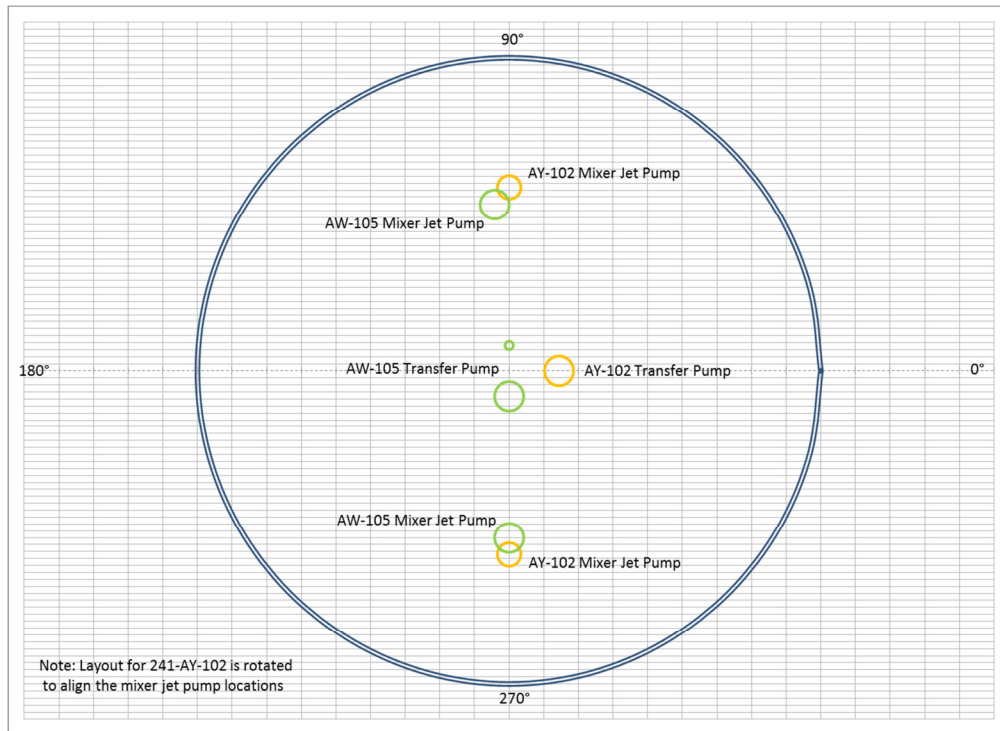 90°
AY-102 Mixer Jet Pump
AW-105 Mixer Jet Pump
AW-105 Transfer Pump
180°
AY-102 Transfer Pump
0°
AW-105 Mixer Jet Pump
AY-102 Mixer Jet Pump
Note: Layout for 241-AY-102 is rotated
to align the mixer jet pump locations
270°